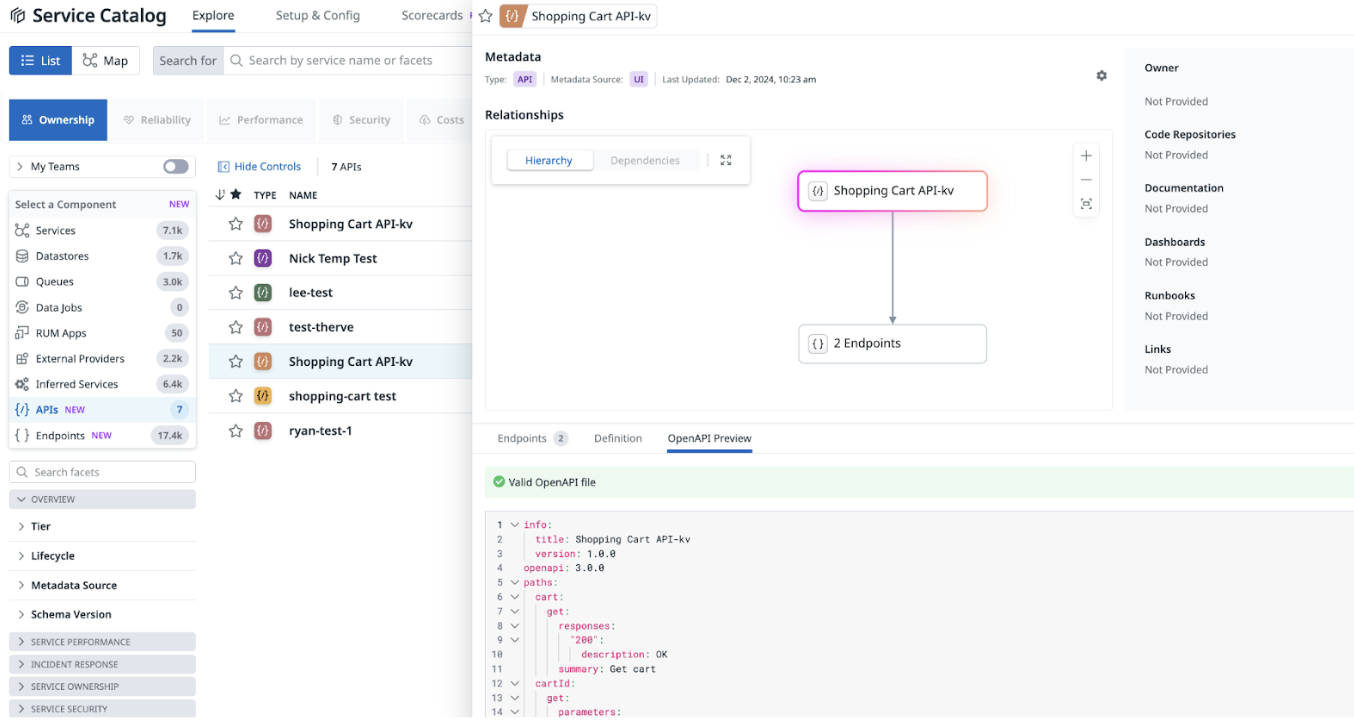 Service Catalog
Explore
Setup & Config
Scorecards
List
Map
Search for
Search by service name or facets
Ownership
Reliability
Performance
Security
Costs
My Teams
Select a Component NEW
Services 7.1k
Datastores 1.7k
Queues 3.0k
Data Jobs 0
RUM Apps 50
External Providers 2.2k
Inferred Services 6.4k
{/} APIs NEW 7
{ } Endpoints NEW 17.4k
Search facets
OVERVIEW
Tier
Lifecycle
Metadata Source
Schema Version
SERVICE PERFORMANCE
INCIDENT RESPONSE
SERVICE OWNERSHIP
SERVICE SECURITY
Hide Controls
7 APIs
TYPE NAME
{/} Shopping Cart API-kv
{/} Nick Temp Test
{/} lee-test
{/} test-therve
{/} Shopping Cart API-kv
{/} shopping-cart test
{/} ryan-test-1
{/} Shopping Cart API-kv
Metadata
Type: API Metadata Source: UI Last Updated: Dec 2, 2024, 10:23 am
Relationships
Hierarchy
Dependencies
{/} Shopping Cart API-kv
{ } 2 Endpoints
Owner
Not Provided
Code Repositories
Not Provided
Documentation
Not Provided
Dashboards
Not Provided
Runbooks
Not Provided
Links
Not Provided
Endpoints 2
Definition
OpenAPI Preview
Valid OpenAPI file
1 info:
2 title: Shopping Cart API-kv
3 version: 1.0.0
4 openapi: 3.0.0
5 paths:
6 cart:
7 get:
8 responses:
9 "200":
10 description: OK
11 summary: Get cart
12 cartId:
13 get:
14 parameters: